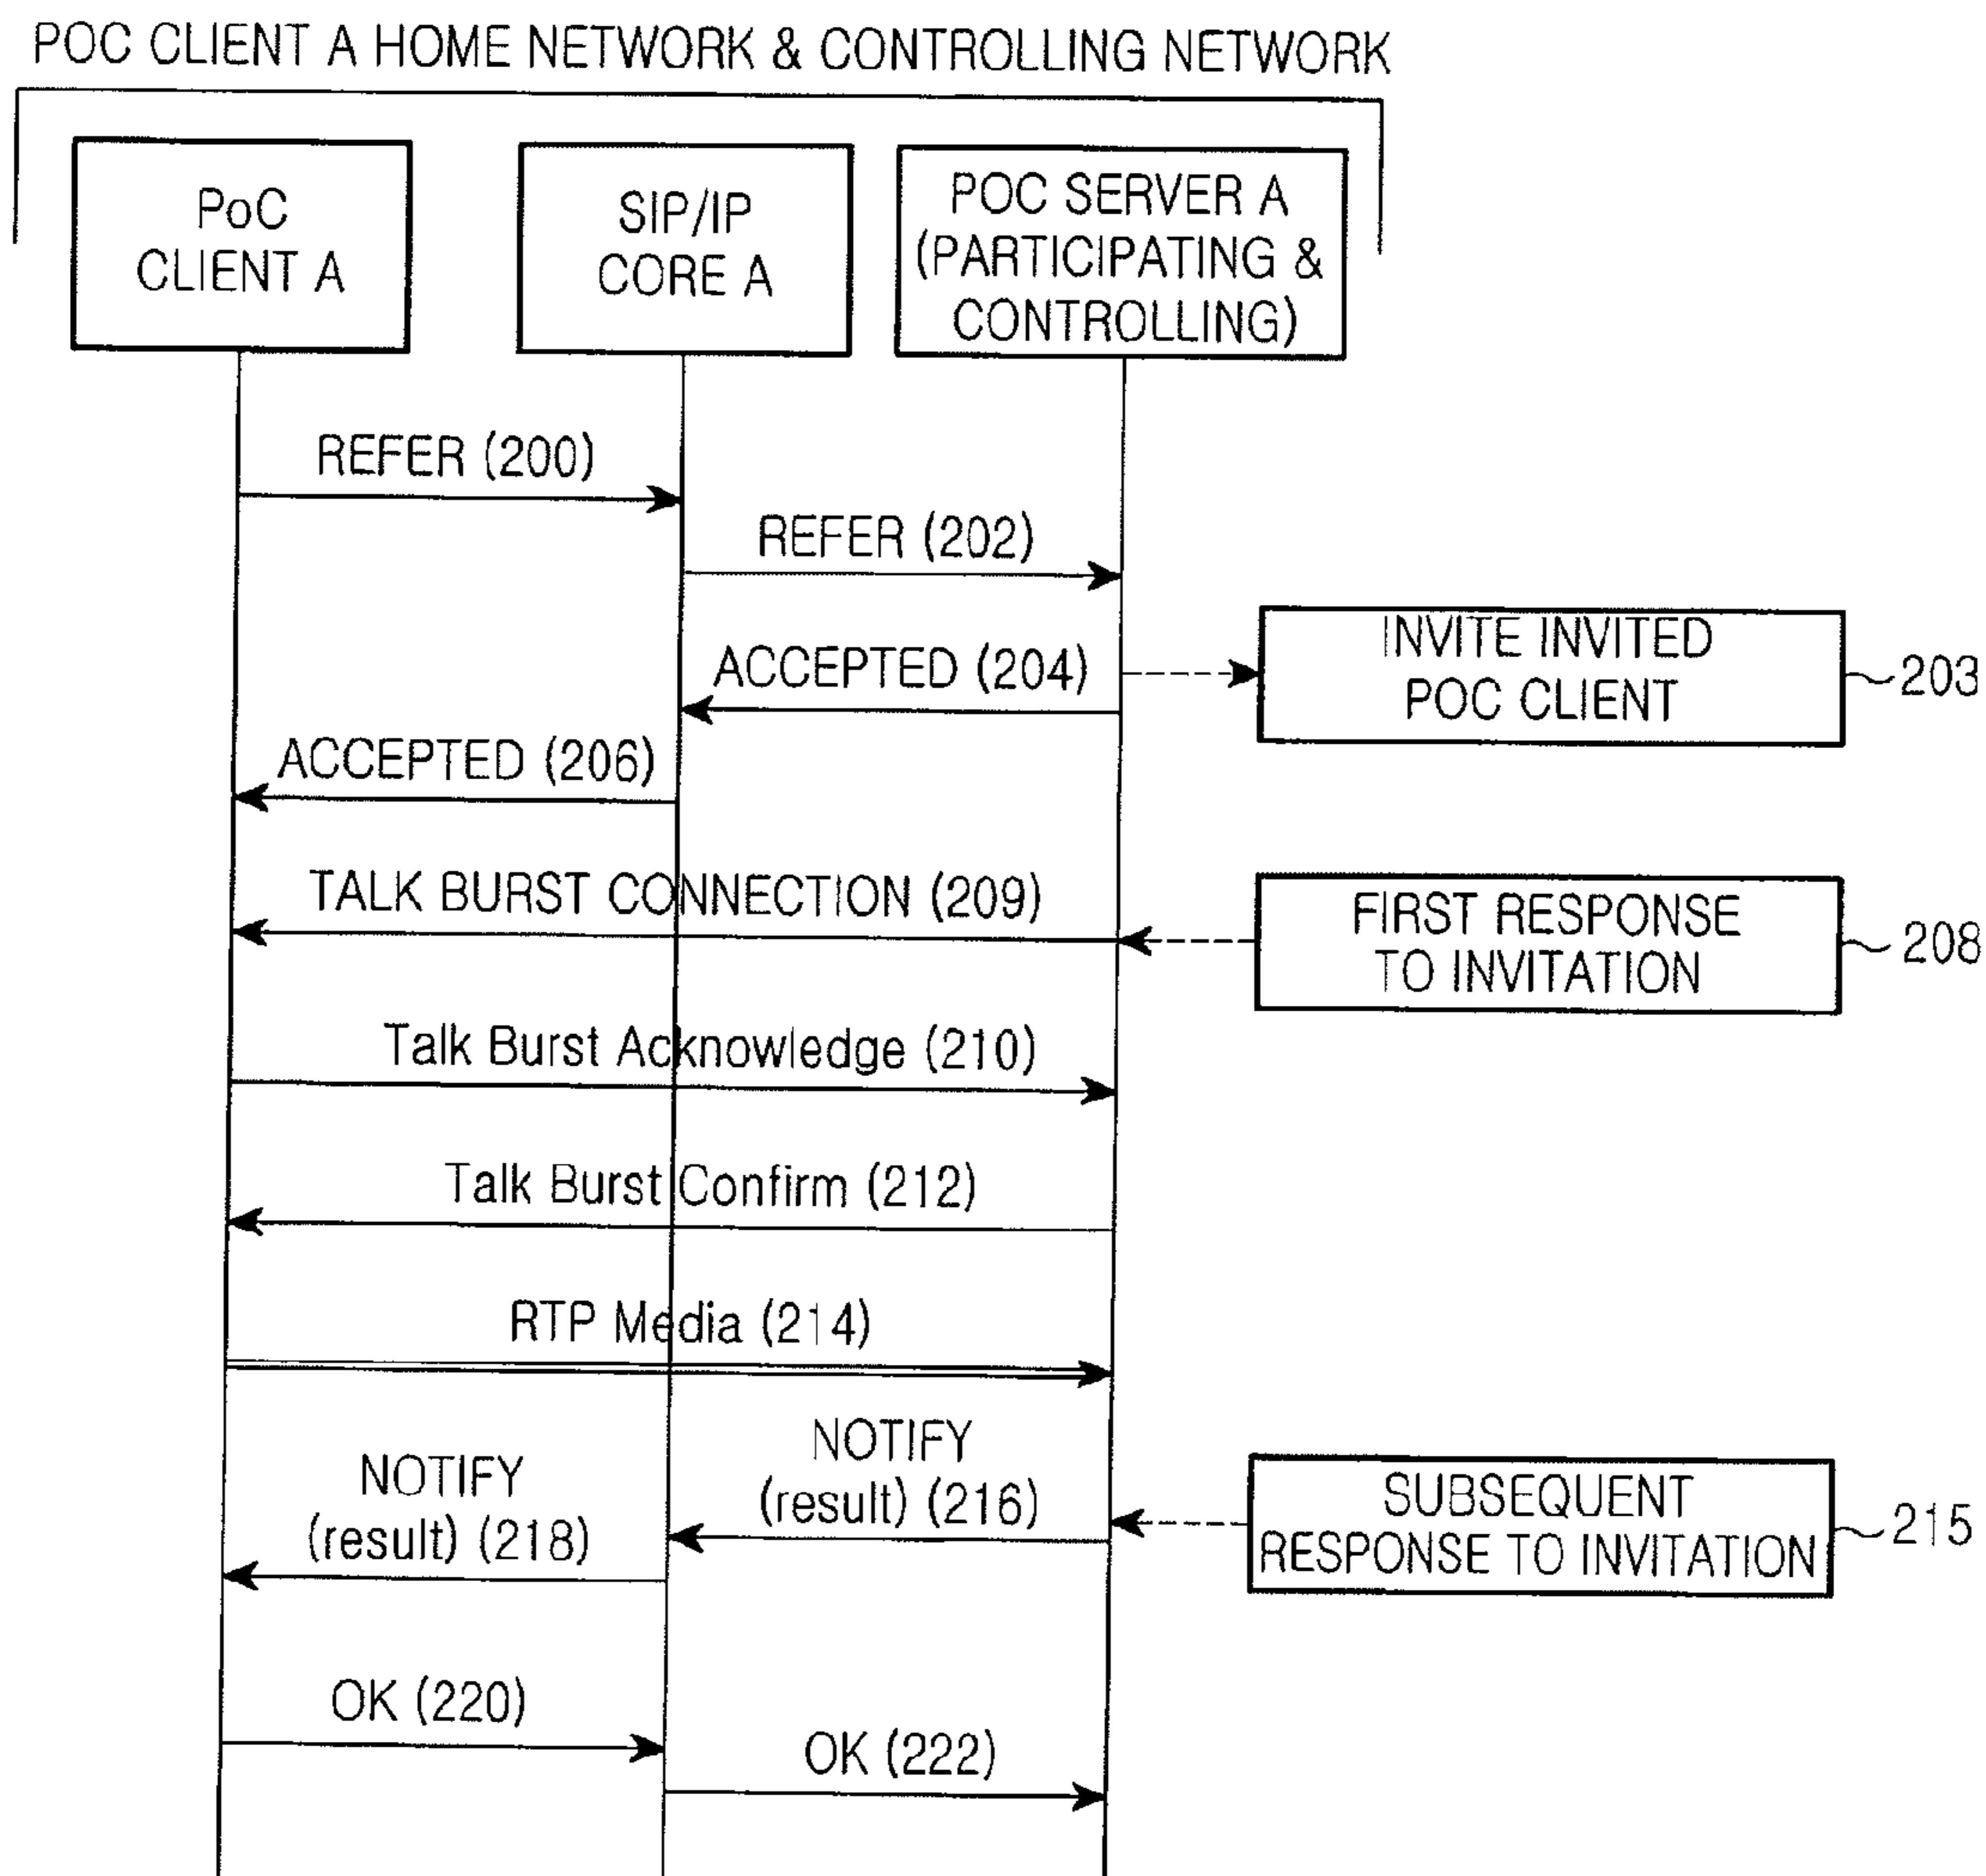 POC CLIENT A HOME NETWORK & CONTROLLING NETWORK
PoC
CLIENT A
SIP/IP
CORE A
POC SERVER A
(PARTICIPATING &
CONTROLLING)
REFER (200)
REFER (202)
INVITE INVITED
POC CLIENT
203
ACCEPTED (204)
ACCEPTED (206)
TALK BURST CONNECTION (209)
FIRST RESPONSE
TO INVITATION
208
Talk Burst Acknowledge (210)
Talk Burst Confirm (212)
RTP Media (214)
NOTIFY
(result) (216)
NOTIFY
(result) (218)
SUBSEQUENT
RESPONSE TO INVITATION
215
OK (220)
OK (222)